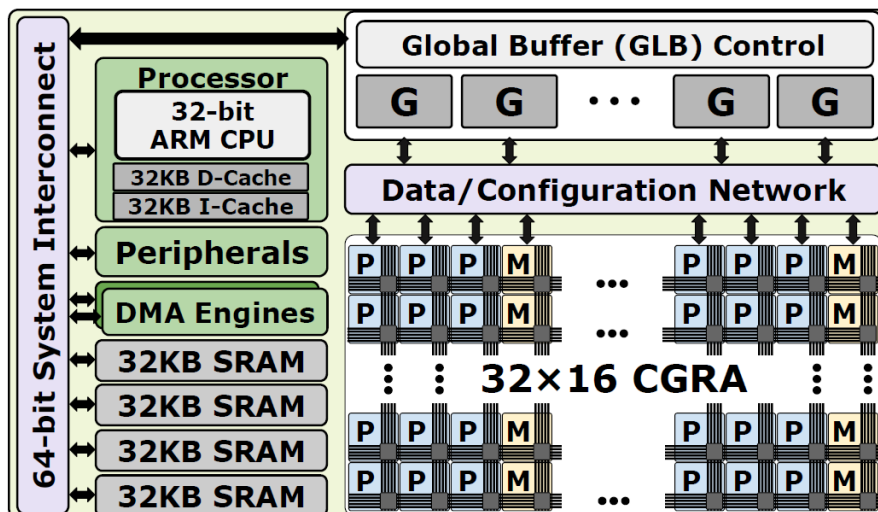 64-bit System Interconnect
Processor
32-bit
ARM CPU
32KB D-Cache
32KB I-Cache
Peripherals
DMA Engines
32KB SRAM
32KB SRAM
32KB SRAM
32KB SRAM
Global Buffer (GLB) Control
G G ... G G
Data/Configuration Network
P P P M ... P P P M
P P P M ... P P P M
32×16 CGRA
P P P M P P P M
P P P M ... P P P M